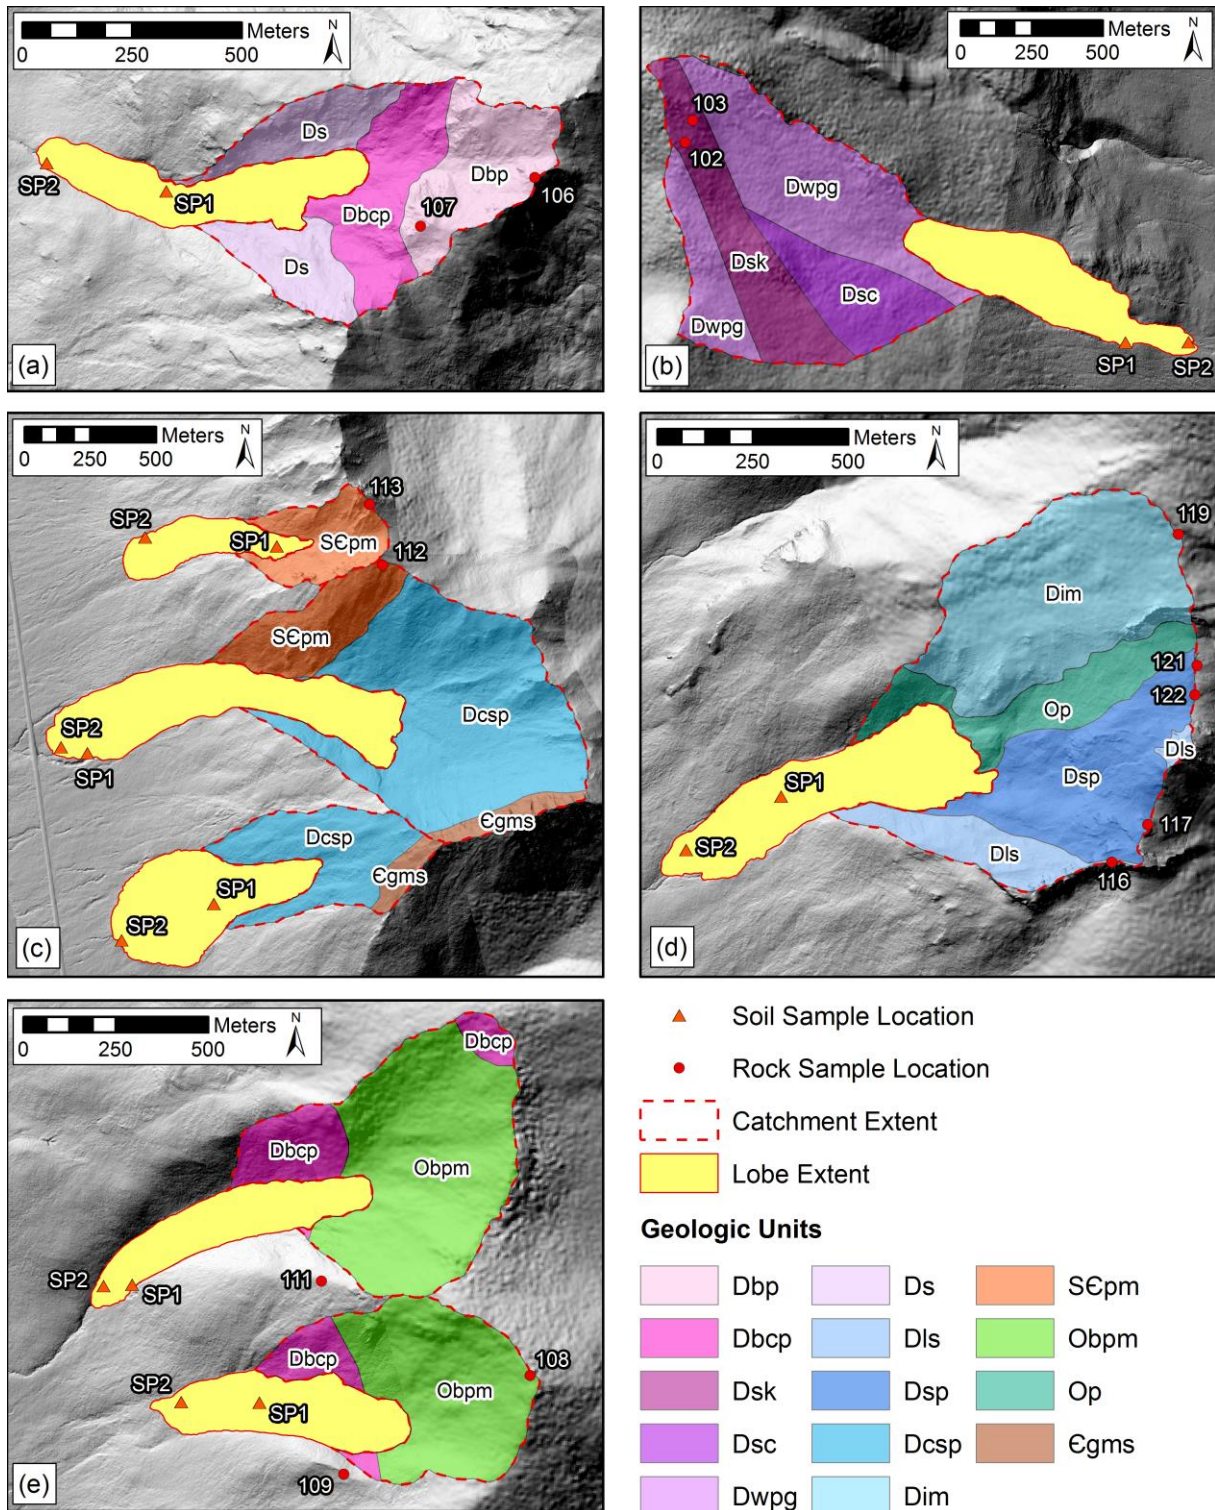 Meters
0 250 500
N
Ds
SP2
SP1
Dbp
106
107
Dbcp
Ds
(a)
Meters
0 250 500
N
103
102
Dwpg
Dsk
Dsc
Dwpg
SP1
SP2
(b)
Meters
0 250 500
N
113
SP2
SP1
SЄpm
112
SЄpm
Dcsp
SP2
SP1
Єgms
Dcsp
Єgms
SP1
SP2
(c)
Meters
0 250 500
N
119
Dim
121
Op
122
Dls
SP1
Dsp
117
SP2
Dls
116
(d)
Meters
0 250 500
N
Dbcp
Dbcp
Obpm
SP2
SP1
111
Dbcp
108
SP2
SP1
Obpm
109
(e)
Soil Sample Location
Rock Sample Location
Catchment Extent
Lobe Extent
Geologic Units
Dbp Ds SЄpm
Dbcp Dls Obpm
Dsk Dsp Op
Dsc Dcsp Єgms
Dwpg Dim